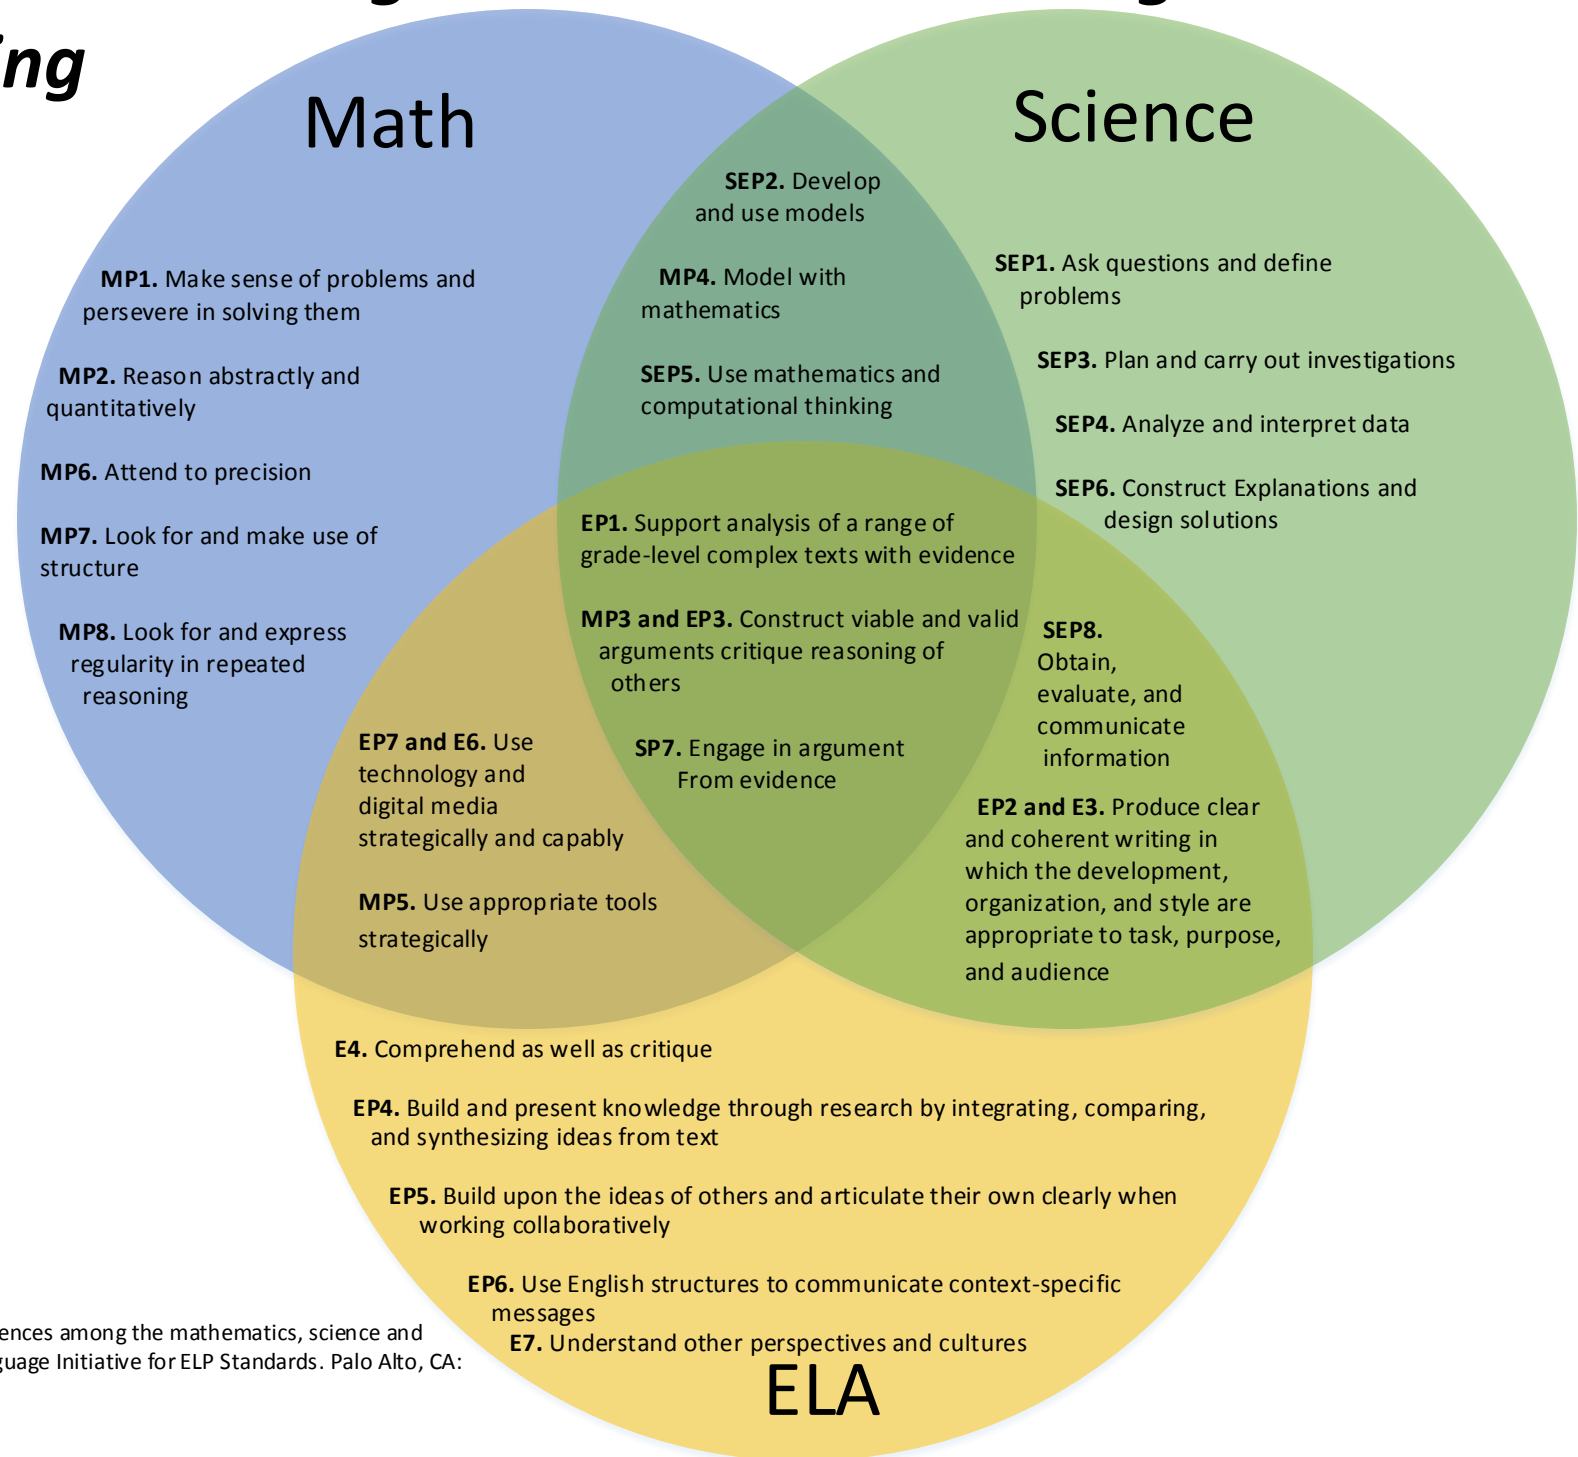 ing
Math
Science
MP1. Make sense of problems and
persevere in solving them
MP2. Reason abstractly and
quantitatively
MP6. Attend to precision
MP7. Look for and make use of
structure
MP8. Look for and express
regularity in repeated
reasoning
SEP2. Develop
and use models
MP4. Model with
mathematics
SEP5. Use mathematics and
computational thinking
SEP1. Ask questions and define
problems
SEP3. Plan and carry out investigations
SEP4. Analyze and interpret data
SEP6. Construct Explanations and
design solutions
EP1. Support analysis of a range of
grade-level complex texts with evidence
MP3 and EP3. Construct viable and valid
arguments critique reasoning of
others
SP7. Engage in argument
From evidence
SEP8.
Obtain,
evaluate, and
communicate
information
EP2 and E3. Produce clear
and coherent writing in
which the development,
organization, and style are
appropriate to task, purpose,
and audience
EP7 and E6. Use
technology and
digital media
strategically and capably
MP5. Use appropriate tools
strategically
E4. Comprehend as well as critique
EP4. Build and present knowledge through research by integrating, comparing,
and synthesizing ideas from text
EP5. Build upon the ideas of others and articulate their own clearly when
working collaboratively
EP6. Use English structures to communicate context-specific
messages
E7. Understand other perspectives and cultures
ELA
ences among the mathematics, science and
guage Initiative for ELP Standards. Palo Alto, CA: